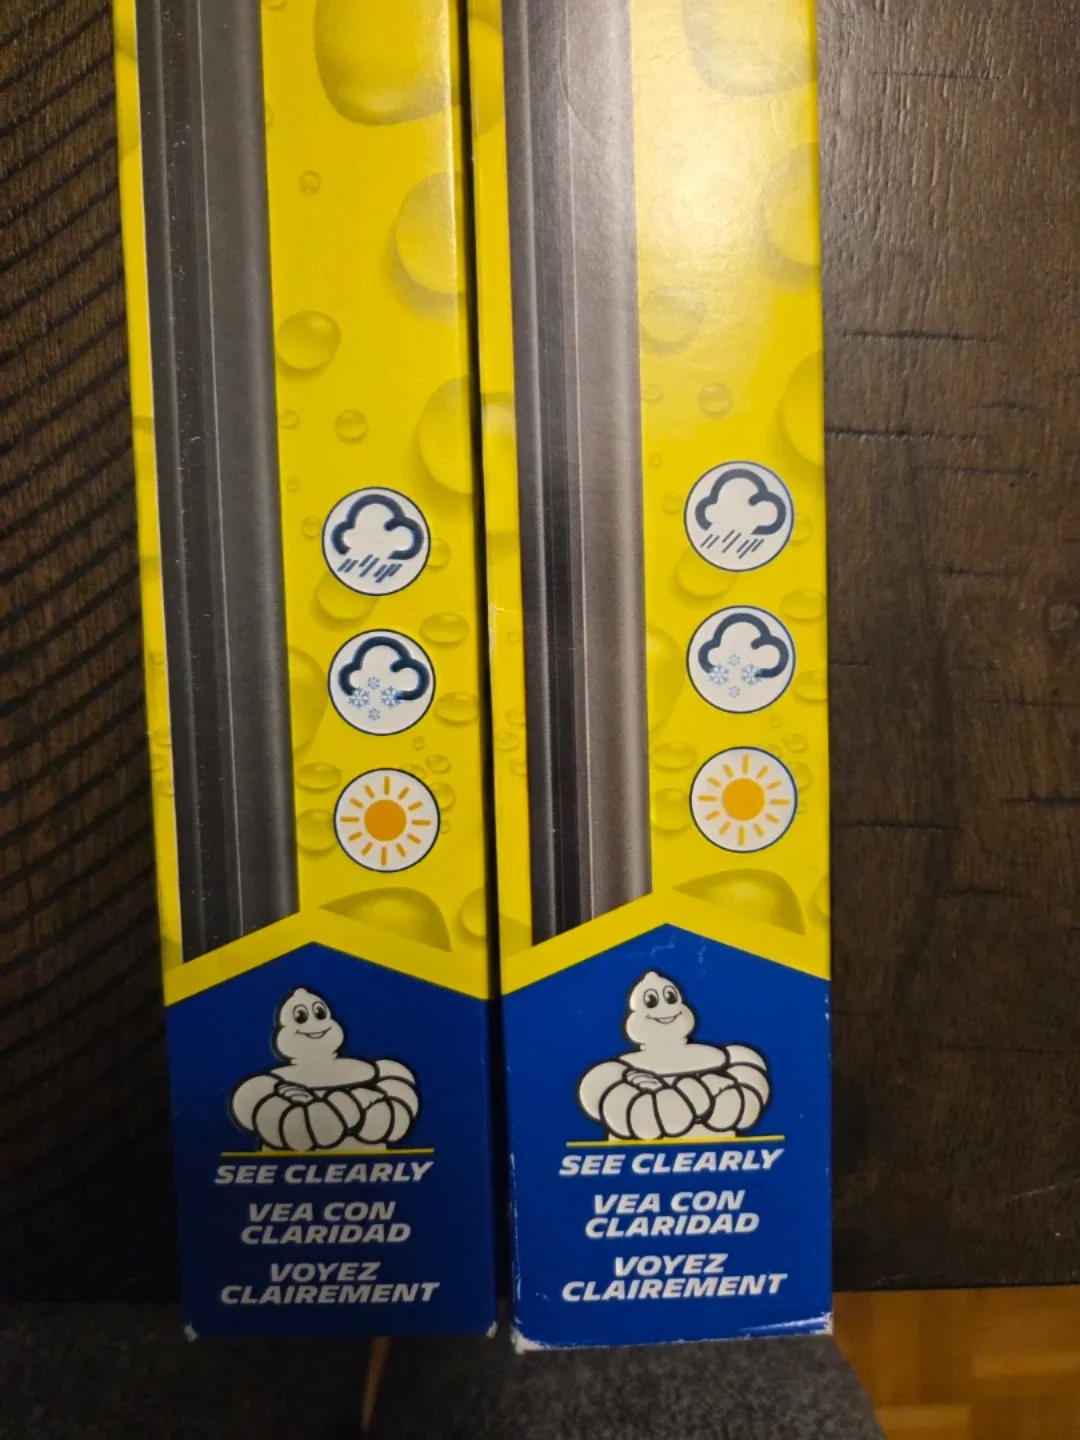 SEE CLEARLY
VEA CON
CLARIDAD
VOYEZ
CLAIREMENT
SEE CLEARLY
VEA CON
CLARIDAD
VOYEZ
CLAIREMENT